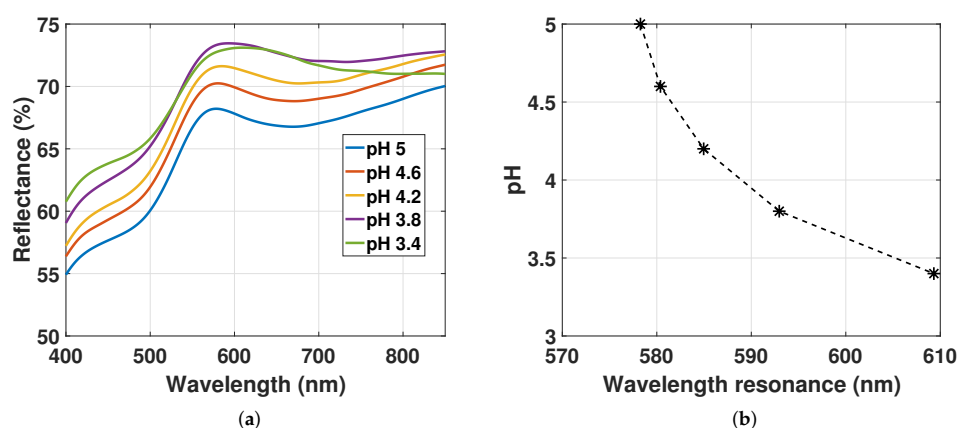 75
70
65
60
55
50
400
500
600
700
800
Reflectance (%)
Wavelength (nm)
pH 5
pH 4.6
pH 4.2
pH 3.8
pH 3.4
(a)
5
4.5
4
3.5
3
570
580
590
600
610
pH
Wavelength resonance (nm)
(b)